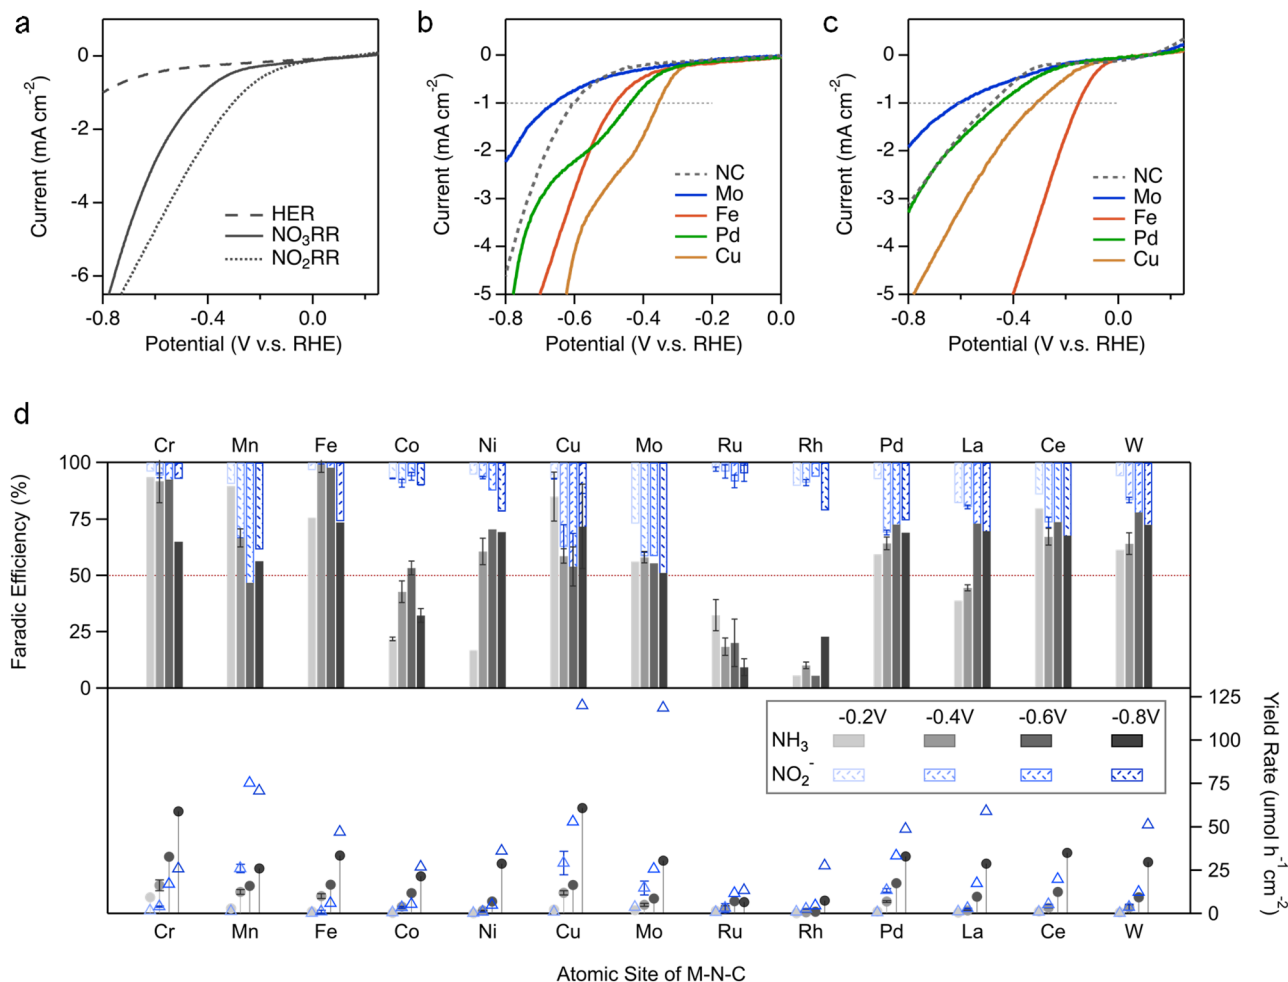 a
b
c
0
-2
-4
-6
Current (mA cm-2)
HER
NO3RR
NO2RR
-0.8
-0.4
0.0
Potential (V v.s. RHE)
0
-1
-2
-3
-4
-5
Current (mA cm-2)
NC
Mo
Fe
Pd
Cu
-0.8
-0.6
-0.4
-0.2
0.0
Potential (V v.s. RHE)
0
-1
-2
-3
-4
-5
Current (mA cm-2)
NC
Mo
Fe
Pd
Cu
-0.8
-0.4
0.0
Potential (V v.s. RHE)
d
Cr Mn Fe Co Ni Cu Mo Ru Rh Pd La Ce W
100
75
50
25
0
Faradic Efficiency (%)
-0.2V -0.4V -0.6V -0.8V
NH3
NO2-
125
100
75
50
25
0
Yield Rate (umol h-1 cm-2)
Cr Mn Fe Co Ni Cu Mo Ru Rh Pd La Ce W
Atomic Site of M-N-C